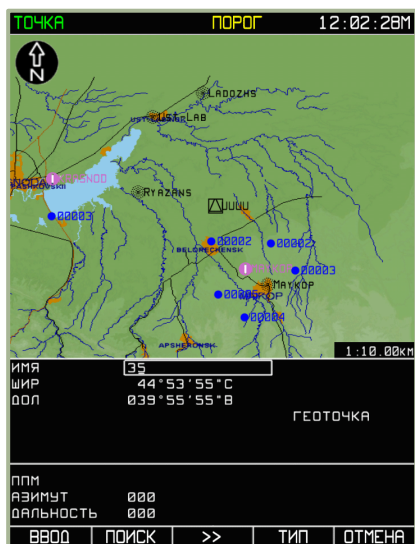 ТОЧКА ПОРОГ 12:02:28М
N
LADOZHS
UST-LAB
RYAZANS
00003
UUUU
00002 00002
BELORECHENSK
00003
MAYKOP
00004
APSHERONSK
1:10.00км
ИМЯ 35
ШИР 44°53'55"С
ДОЛ 039°55'55"В
ГЕОТОЧКА
ППМ
АЗИМУТ 000
ДАЛЬНОСТЬ 000
ВВОД ПОИСК >> ТИП ОТМЕНА